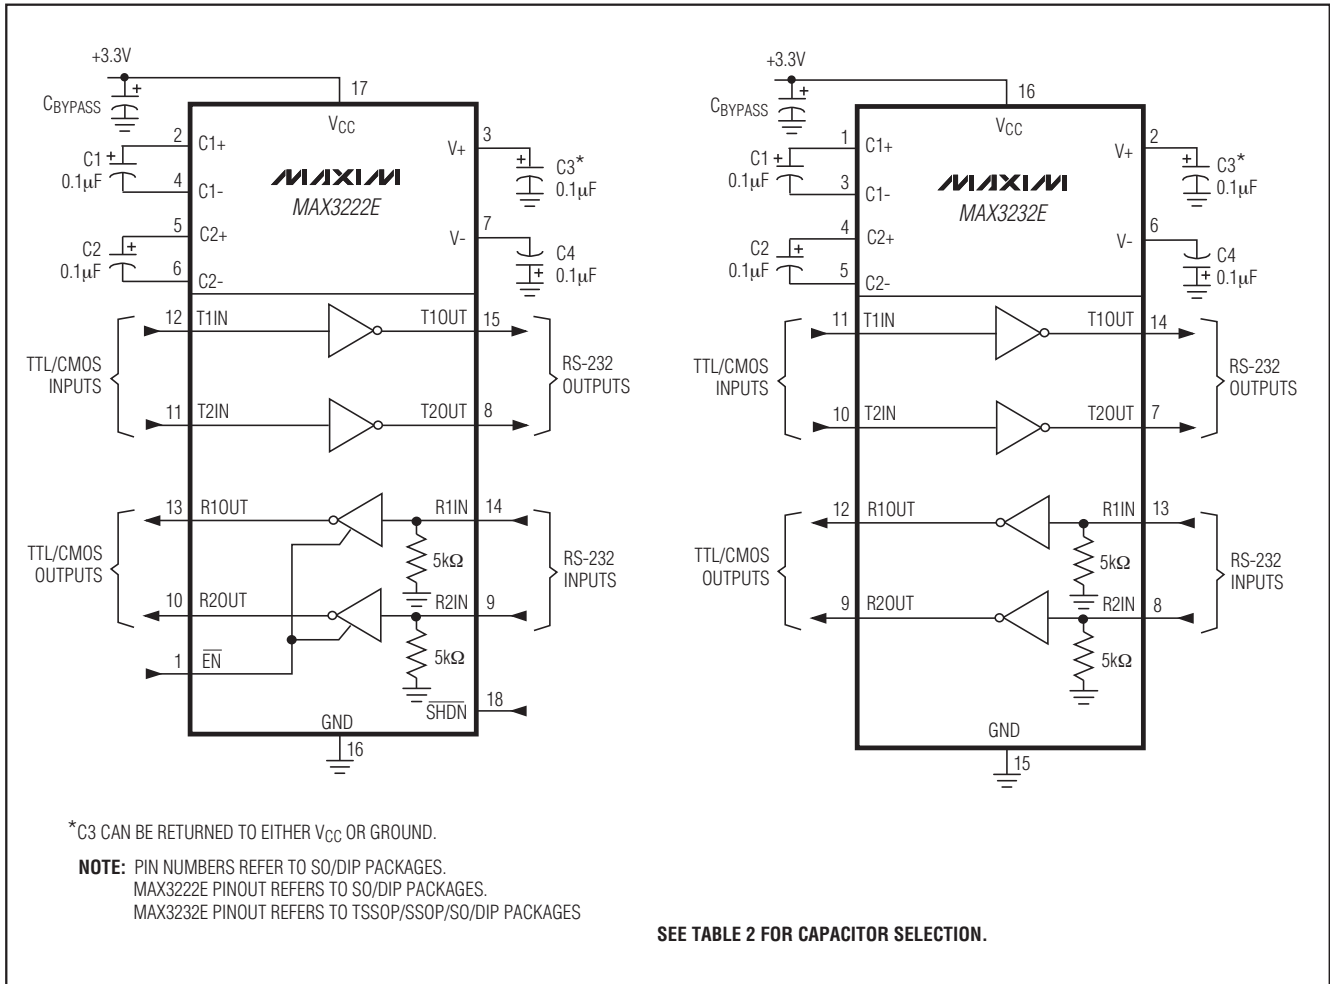 +3.3V
CBYPASS
17
VCC
2
C1+
C1
+
0.1µF
4
C1-
5
C2+
C2
+
0.1µF
6
C2-
MAXIM
MAX3222E
3
V+
+
C3*
0.1µF
7
V-
C4
+
0.1µF
12 T1IN
T1OUT 15
TTL/CMOS
INPUTS
RS-232
OUTPUTS
11 T2IN
T2OUT 8
13 R1OUT
R1IN 14
5kΩ
TTL/CMOS
OUTPUTS
RS-232
INPUTS
10 R2OUT
R2IN 9
5kΩ
1 EN
18
SHDN
GND
16
+3.3V
+
CBYPASS
16
VCC
1
C1+
C1
+
0.1µF
3
C1-
4
C2+
C2
+
0.1µF
5
C2-
MAXIM
MAX3232E
2
V+
+
C3*
0.1µF
6
V-
C4
+
0.1µF
11 T1IN
T1OUT 14
TTL/CMOS
INPUTS
RS-232
OUTPUTS
10 T2IN
T2OUT 7
12 R1OUT
R1IN 13
5kΩ
TTL/CMOS
OUTPUTS
RS-232
INPUTS
9 R2OUT
R2IN 8
5kΩ
GND
15
*C3 CAN BE RETURNED TO EITHER VCC OR GROUND.
NOTE: PIN NUMBERS REFER TO SO/DIP PACKAGES.
MAX3222E PINOUT REFERS TO SO/DIP PACKAGES.
MAX3232E PINOUT REFERS TO TSSOP/SSOP/SO/DIP PACKAGES
SEE TABLE 2 FOR CAPACITOR SELECTION.